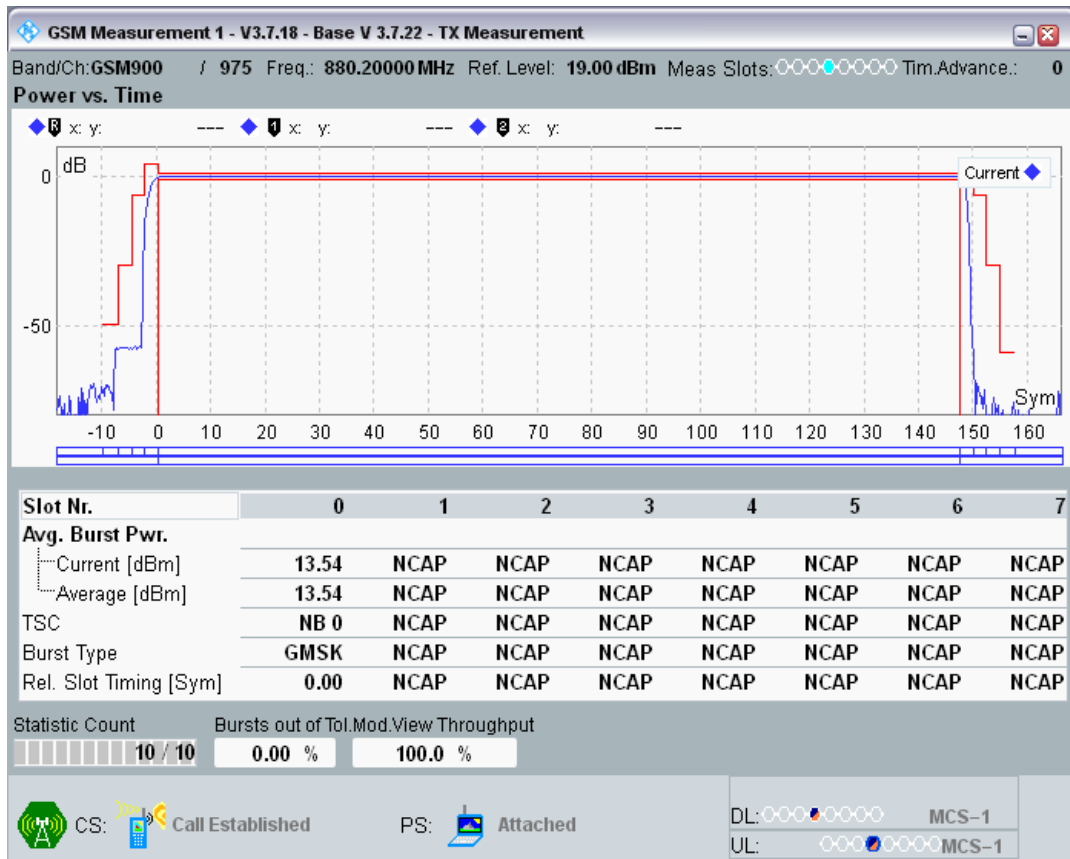 GSM Measurement 1 - V3.7.18 - Base V 3.7.22 - TX Measurement
Band/Ch:GSM900 / 975 Freq.: 880.20000 MHz Ref. Level: 19.00 dBm Meas Slots: Tim.Advance.: 0
Power vs. Time
R x: y: --- 1 x: y: --- 2 x: y: ---
dB
Current
0
-50
Sym
-10 0 10 20 30 40 50 60 70 80 90 100 110 120 130 140 150 160
Slot Nr. 0 1 2 3 4 5 6 7
Avg. Burst Pwr.
Current [dBm] 13.54 NCAP NCAP NCAP NCAP NCAP NCAP NCAP
Average [dBm] 13.54 NCAP NCAP NCAP NCAP NCAP NCAP NCAP
TSC NB 0 NCAP NCAP NCAP NCAP NCAP NCAP NCAP
Burst Type GMSK NCAP NCAP NCAP NCAP NCAP NCAP NCAP
Rel. Slot Timing [Sym] 0.00 NCAP NCAP NCAP NCAP NCAP NCAP NCAP
Statistic Count Bursts out of Tol.Mod.View Throughput
10 / 10 0.00 % 100.0 %
CS: Call Established PS: Attached
DL: MCS-1
UL: MCS-1